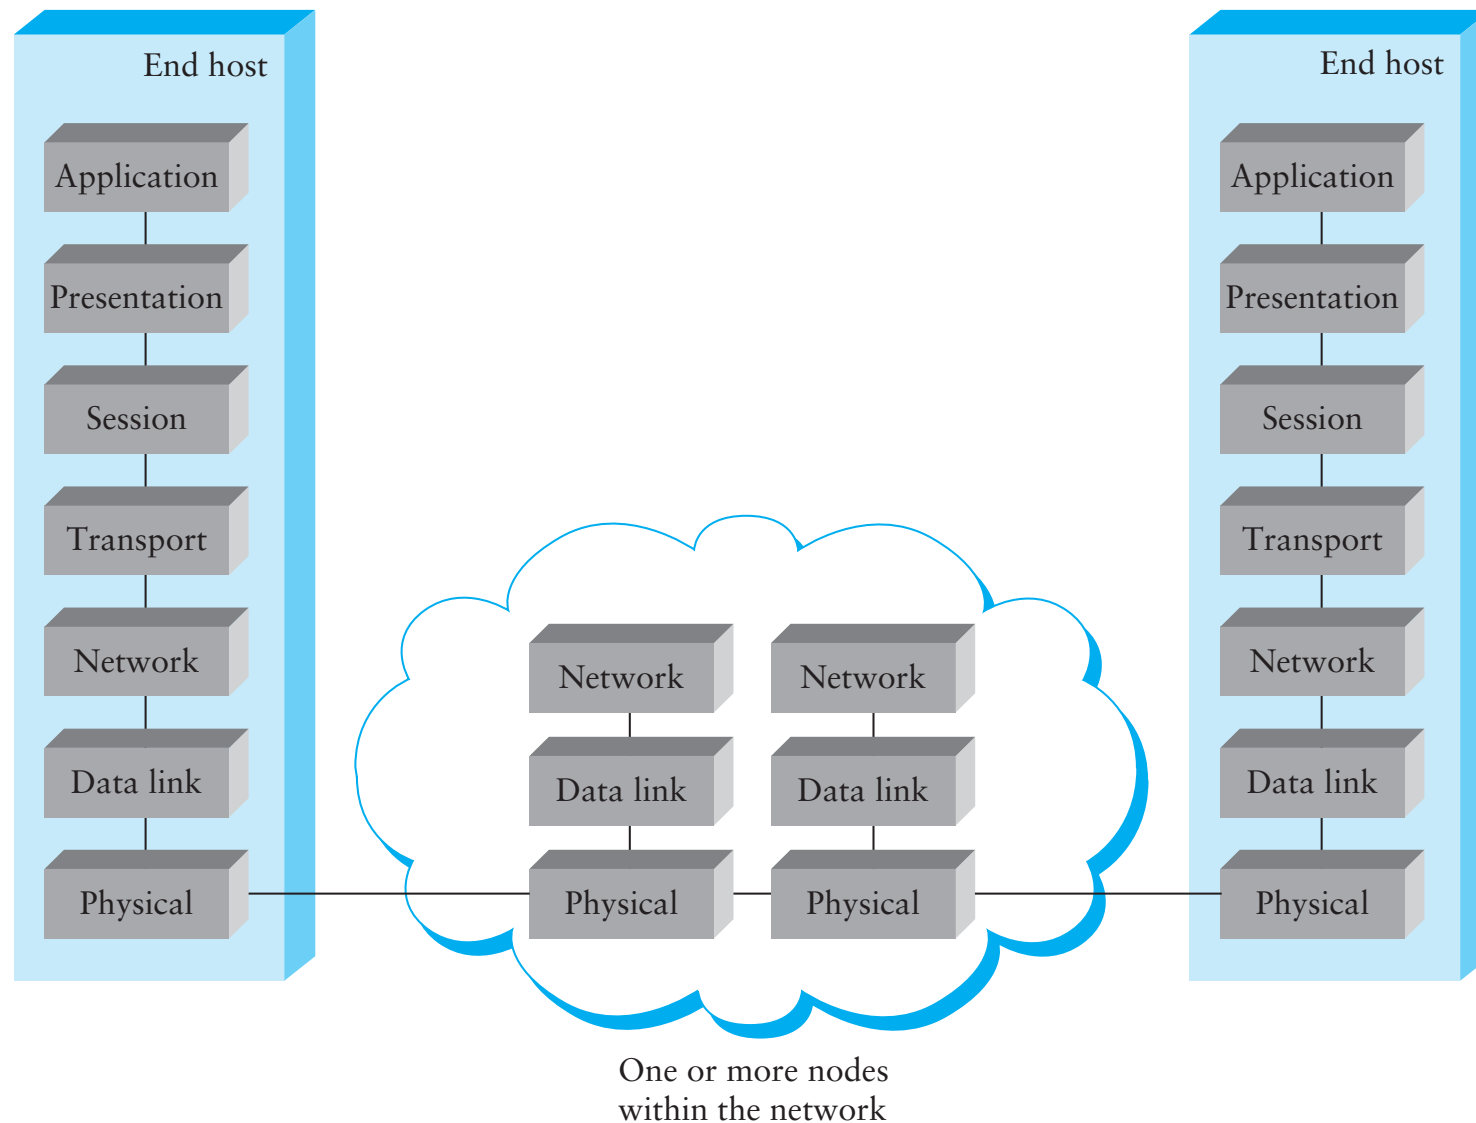 End host
Application
Presentation
Session
Transport
Network
Data link
Physical
Network
Data link
Physical
Network
Data link
Physical
One or more nodes
within the network
End host
Application
Presentation
Session
Transport
Network
Data link
Physical